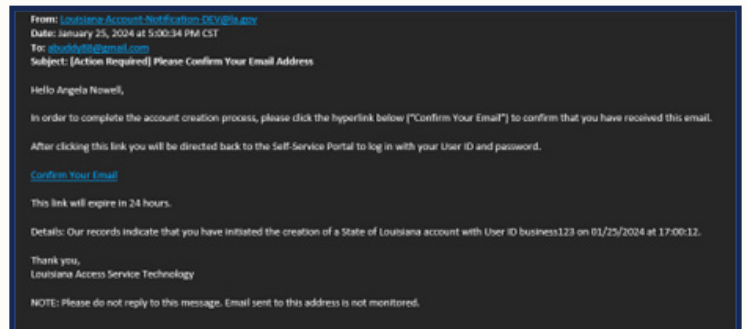 From: Louisiana-Account-Notification-DEV@la.gov
Date: January 25, 2024 at 5:00:34 PM CST
To: abuddy88@gmail.com
Subject: [Action Required] Please Confirm Your Email Address
Hello Angela Nowell,
In order to complete the account creation process, please click the hyperlink below ("Confirm Your Email") to confirm that you have received this email.
After clicking this link you will be directed back to the Self-Service Portal to log in with your User ID and password.
Confirm Your Email
This link will expire in 24 hours.
Details: Our records indicate that you have initiated the creation of a State of Louisiana account with User ID business123 on 01/25/2024 at 17:00:12.
Thank you,
Louisiana Access Service Technology
NOTE: Please do not reply to this message. Email sent to this address is not monitored.